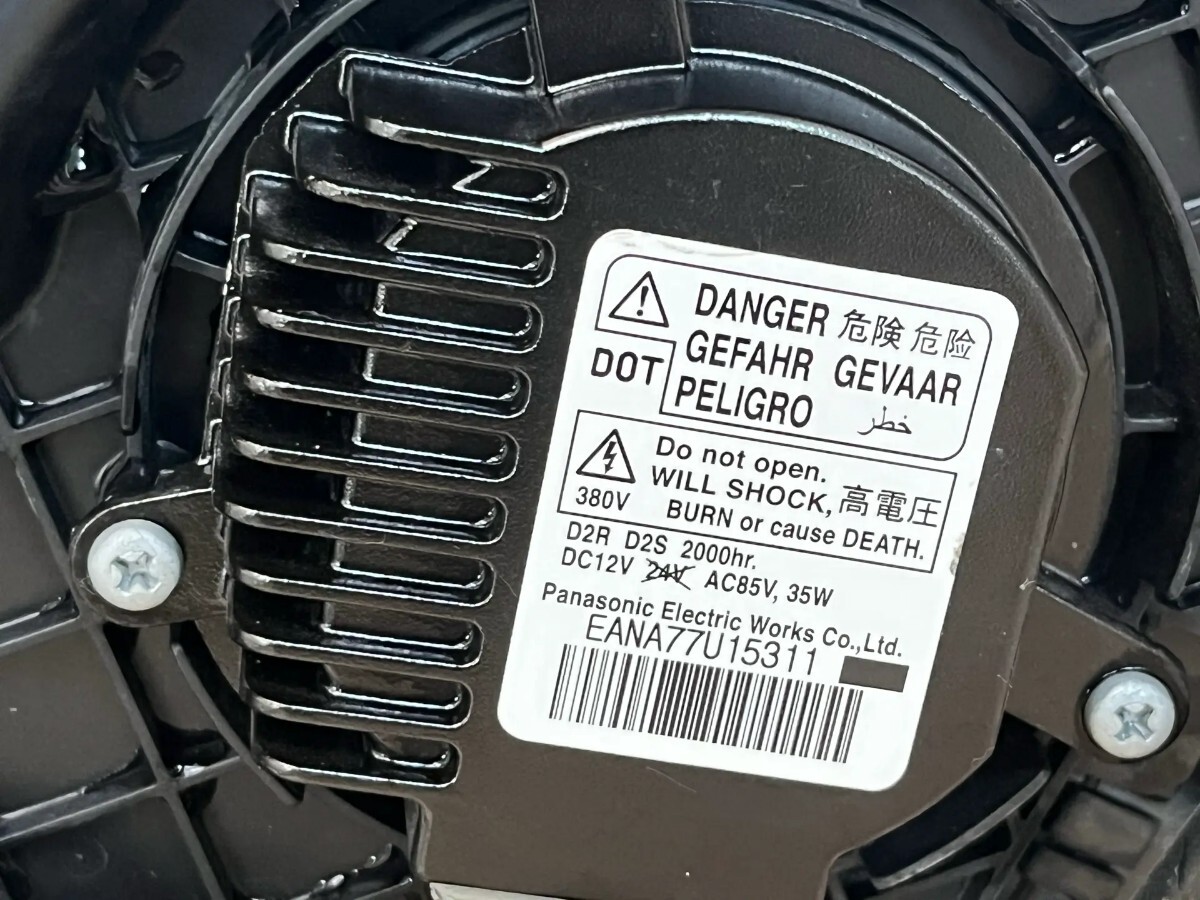 DANGER 危険 危险
GEFAHR GEVAAR
DOT PELIGRO خطر
Do not open.
WILL SHOCK, 高電圧
380V BURN or cause DEATH.
D2R D2S 2000hr.
DC12V 24V AC85V, 35W
Panasonic Electric Works Co.,Ltd.
EANA77U15311